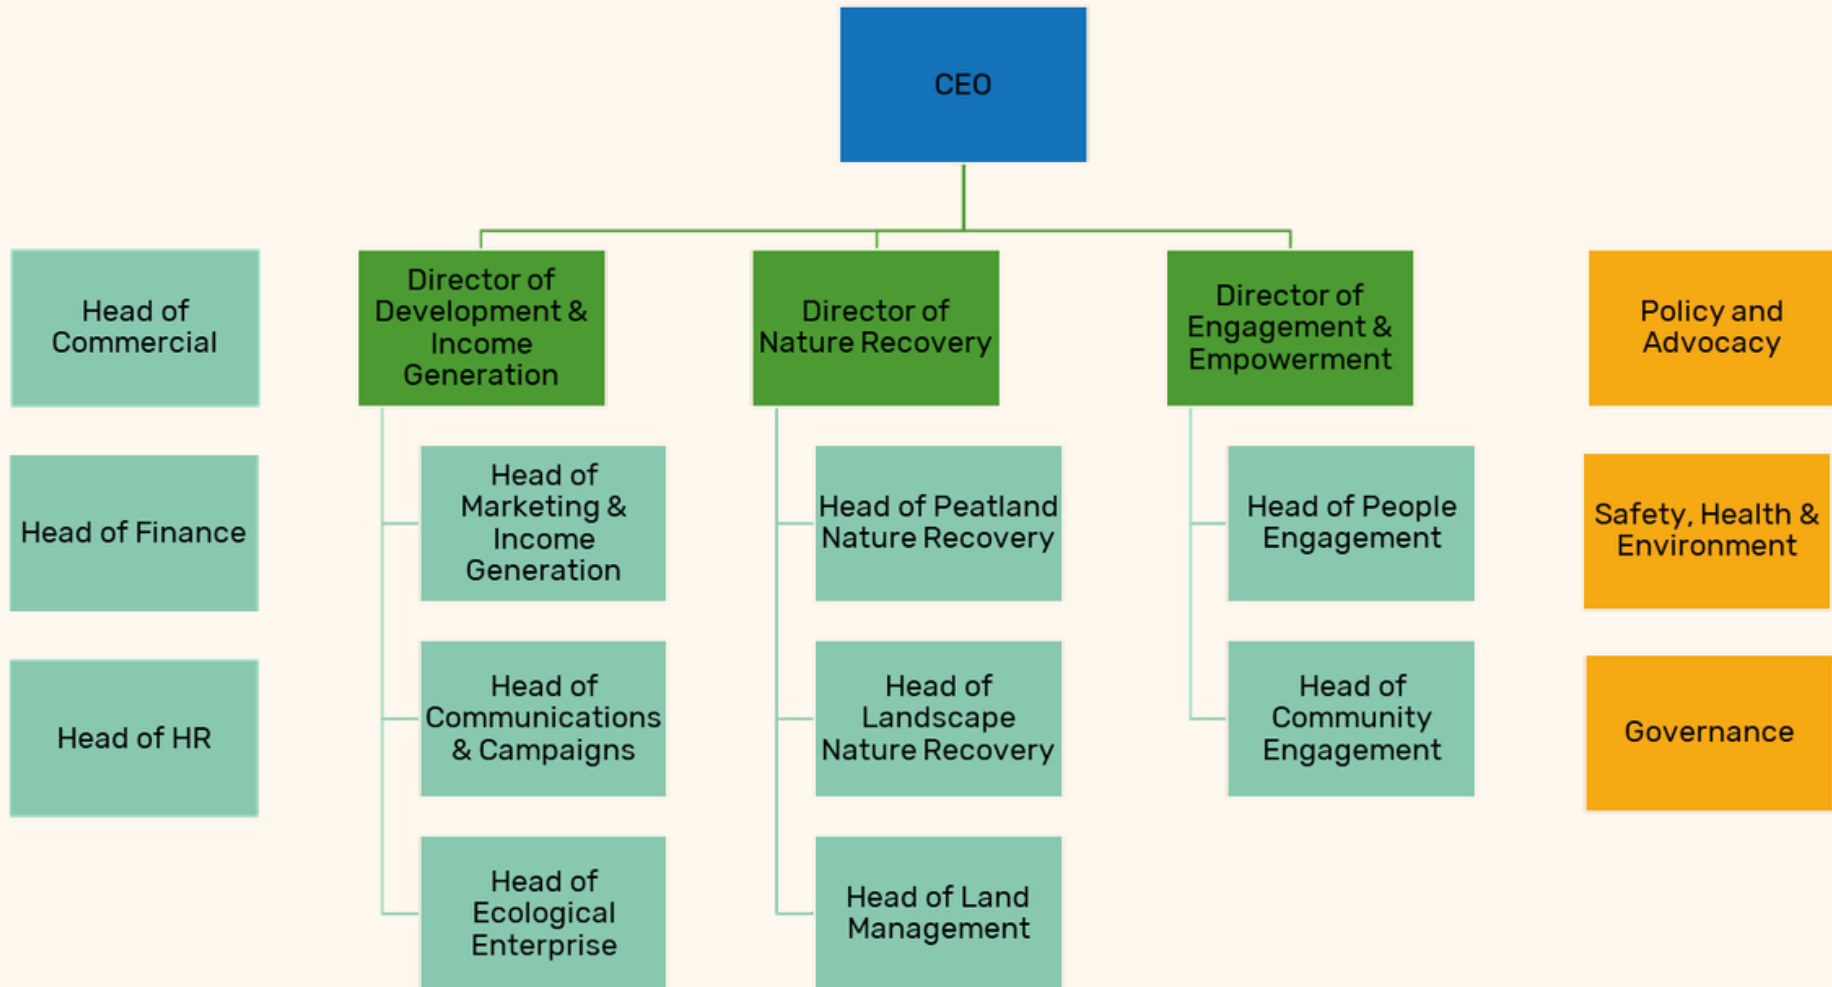 CEO
Head of
Commercial
Director of
Development &
Income
Generation
Director of
Nature Recovery
Director of
Engagement &
Empowerment
Policy and
Advocacy
Head of Finance
Head of
Marketing &
Income
Generation
Head of Peatland
Nature Recovery
Head of People
Engagement
Safety, Health &
Environment
Head of HR
Head of
Communications
& Campaigns
Head of
Landscape
Nature Recovery
Head of
Community
Engagement
Governance
Head of
Ecological
Enterprise
Head of Land
Management